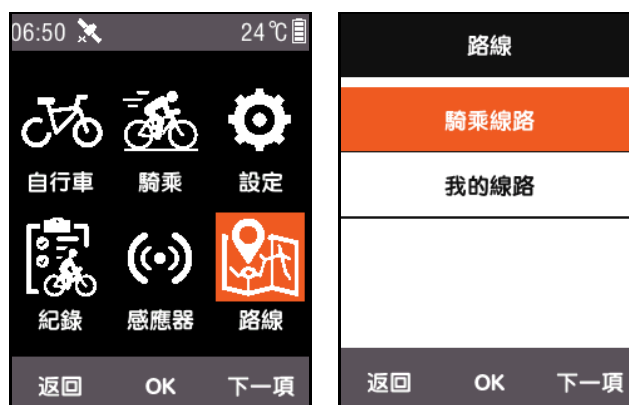 06:50 24℃
自行車 騎乘 設定
紀錄 感應器 路線
返回 OK 下一項
路線
騎乘線路
我的線路
返回 OK 下一項